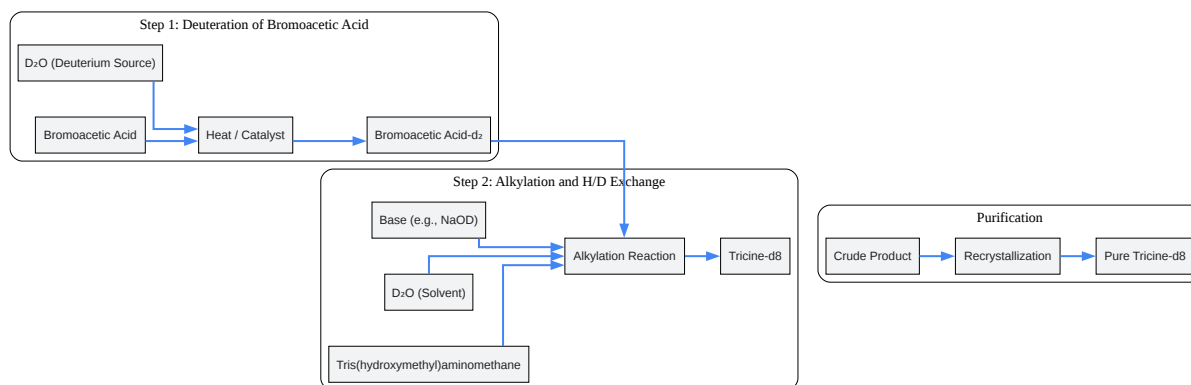 Step 1: Deuteration of Bromoacetic Acid
D₂O (Deuterium Source)
Bromoacetic Acid
Heat / Catalyst
Bromoacetic Acid-d₂
Step 2: Alkylation and H/D Exchange
Base (e.g., NaOD)
Alkylation Reaction
Tricine-d8
D₂O (Solvent)
Tris(hydroxymethyl)aminomethane
Purification
Crude Product
Recrystallization
Pure Tricine-d8